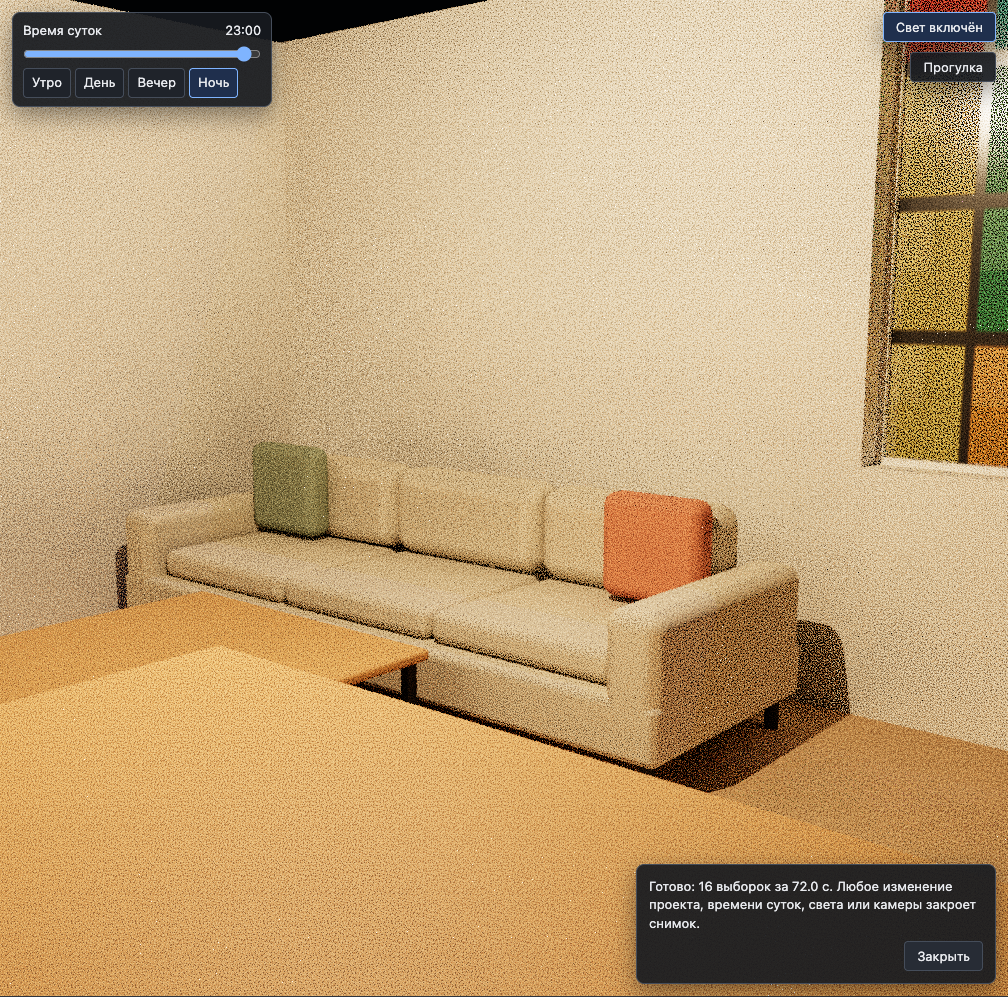 Время суток 23:00
Утро День Вечер Ночь
Свет включён
Прогулка
Готово: 16 выборок за 72.0 с. Любое изменение
проекта, времени суток, света или камеры закроет
снимок.
Закрыть